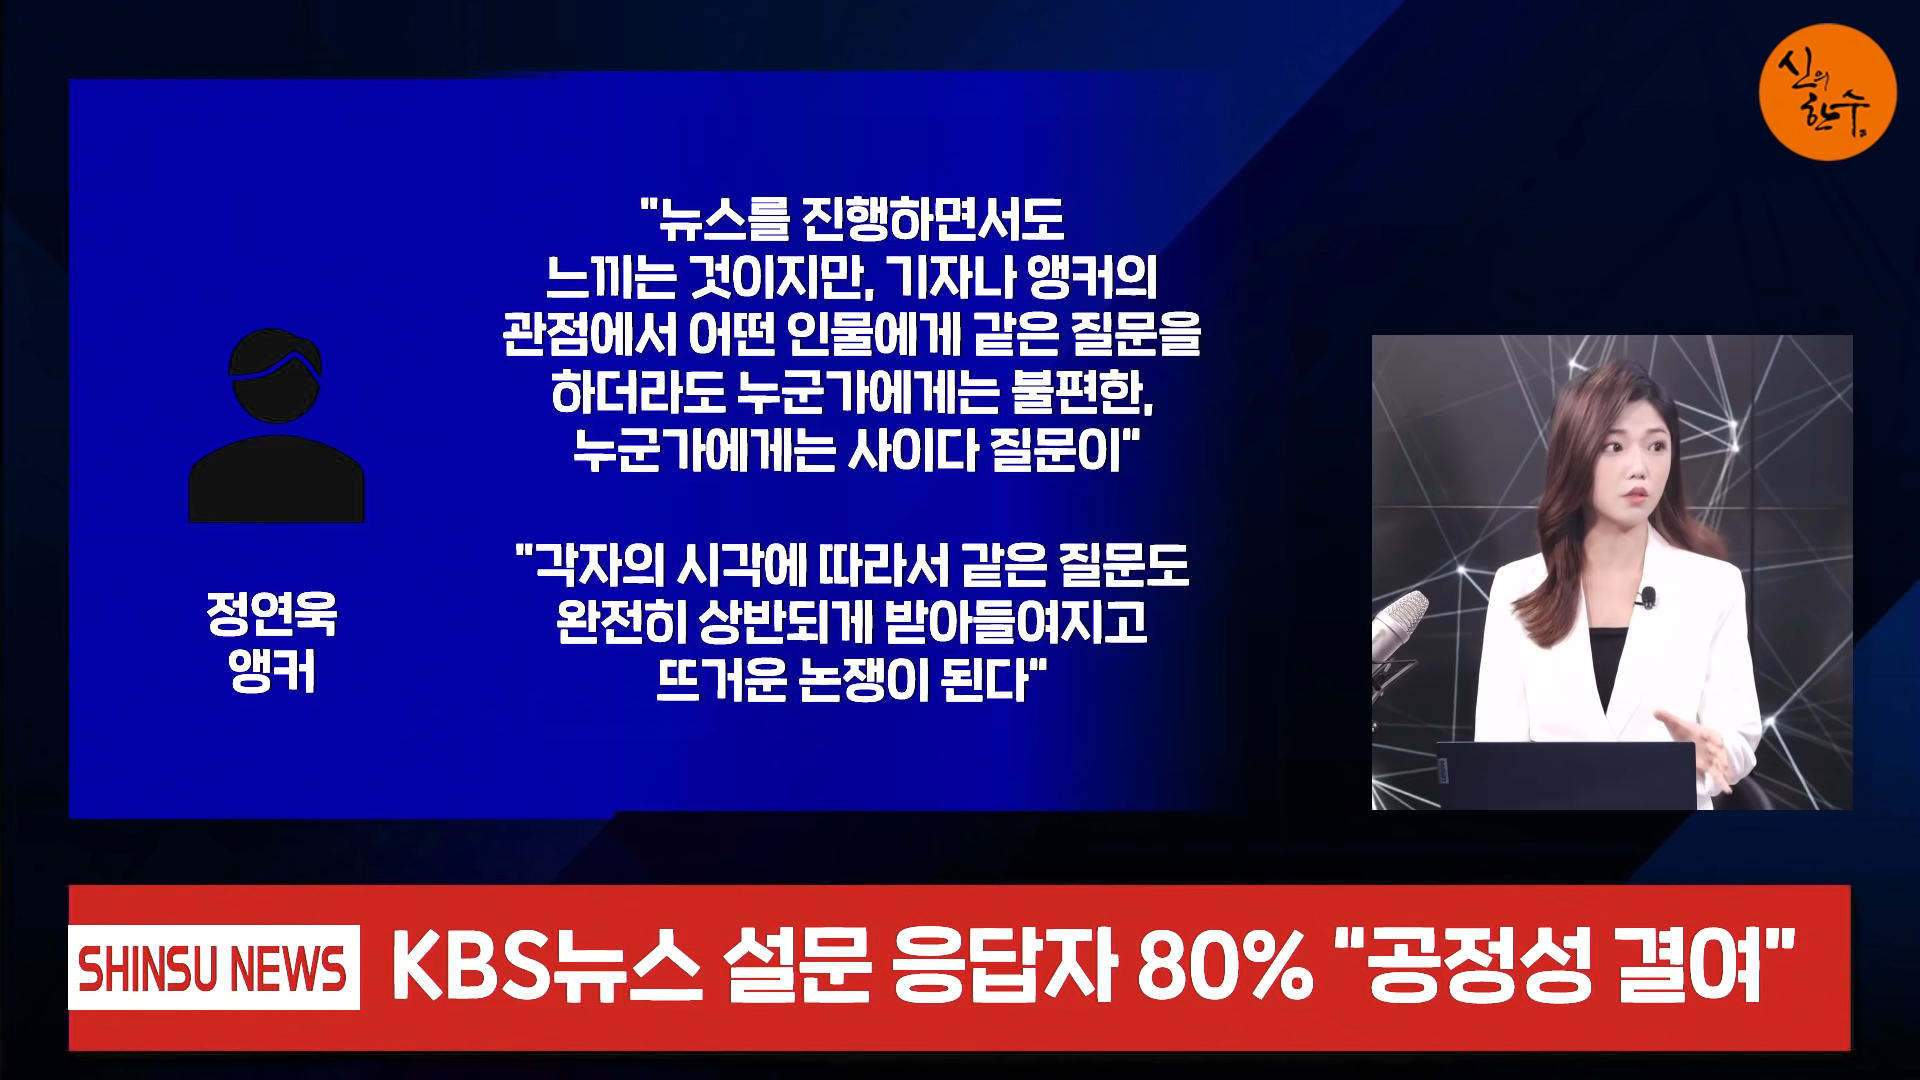 신의
한수
"뉴스를 진행하면서도
느끼는 것이지만, 기자나 앵커의
관점에서 어떤 인물에게 같은 질문을
하더라도 누군가에게는 불편한,
누군가에게는 사이다 질문이"
"각자의 시각에 따라서 같은 질문도
완전히 상반되게 받아들여지고
뜨거운 논쟁이 된다"
정연욱
앵커
SHINSU NEWS
KBS뉴스 설문 응답자 80% "공정성 결여"